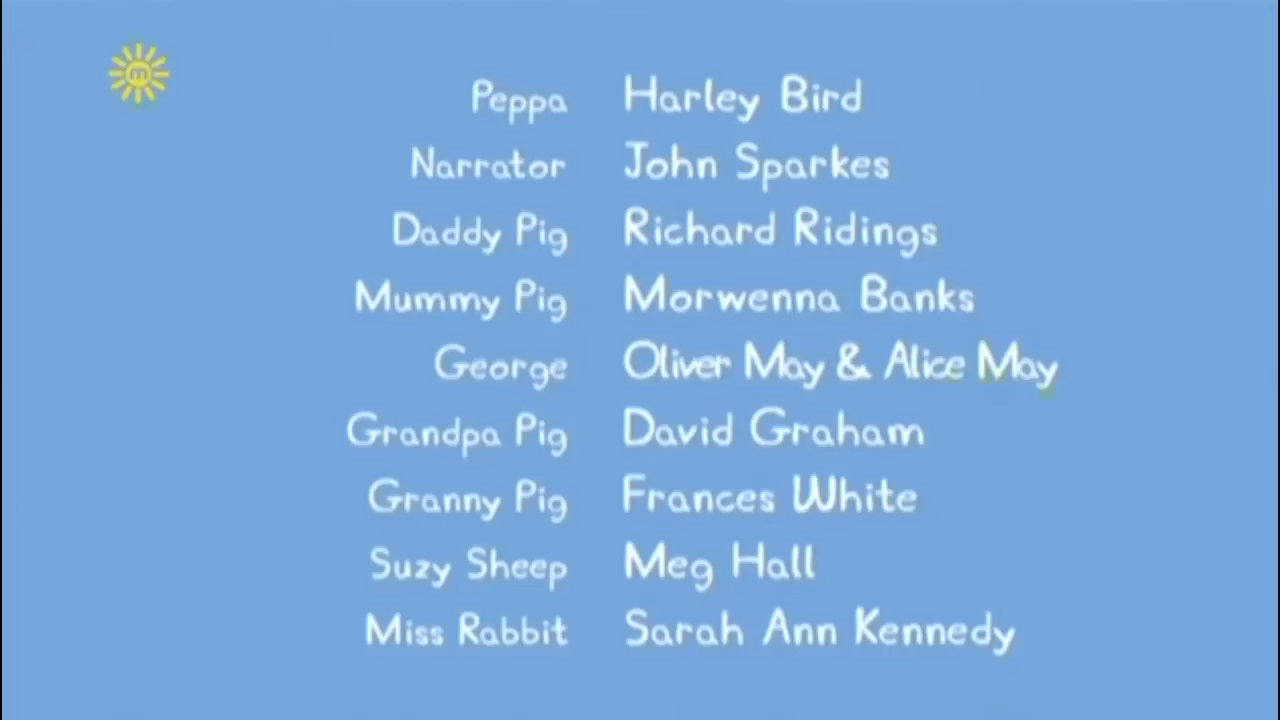 m
Peppa Harley Bird
Narrator John Sparkes
Daddy Pig Richard Ridings
Mummy Pig Morwenna Banks
George Oliver May & Alice May
Grandpa Pig David Graham
Granny Pig Frances White
Suzy Sheep Meg Hall
Miss Rabbit Sarah Ann Kennedy